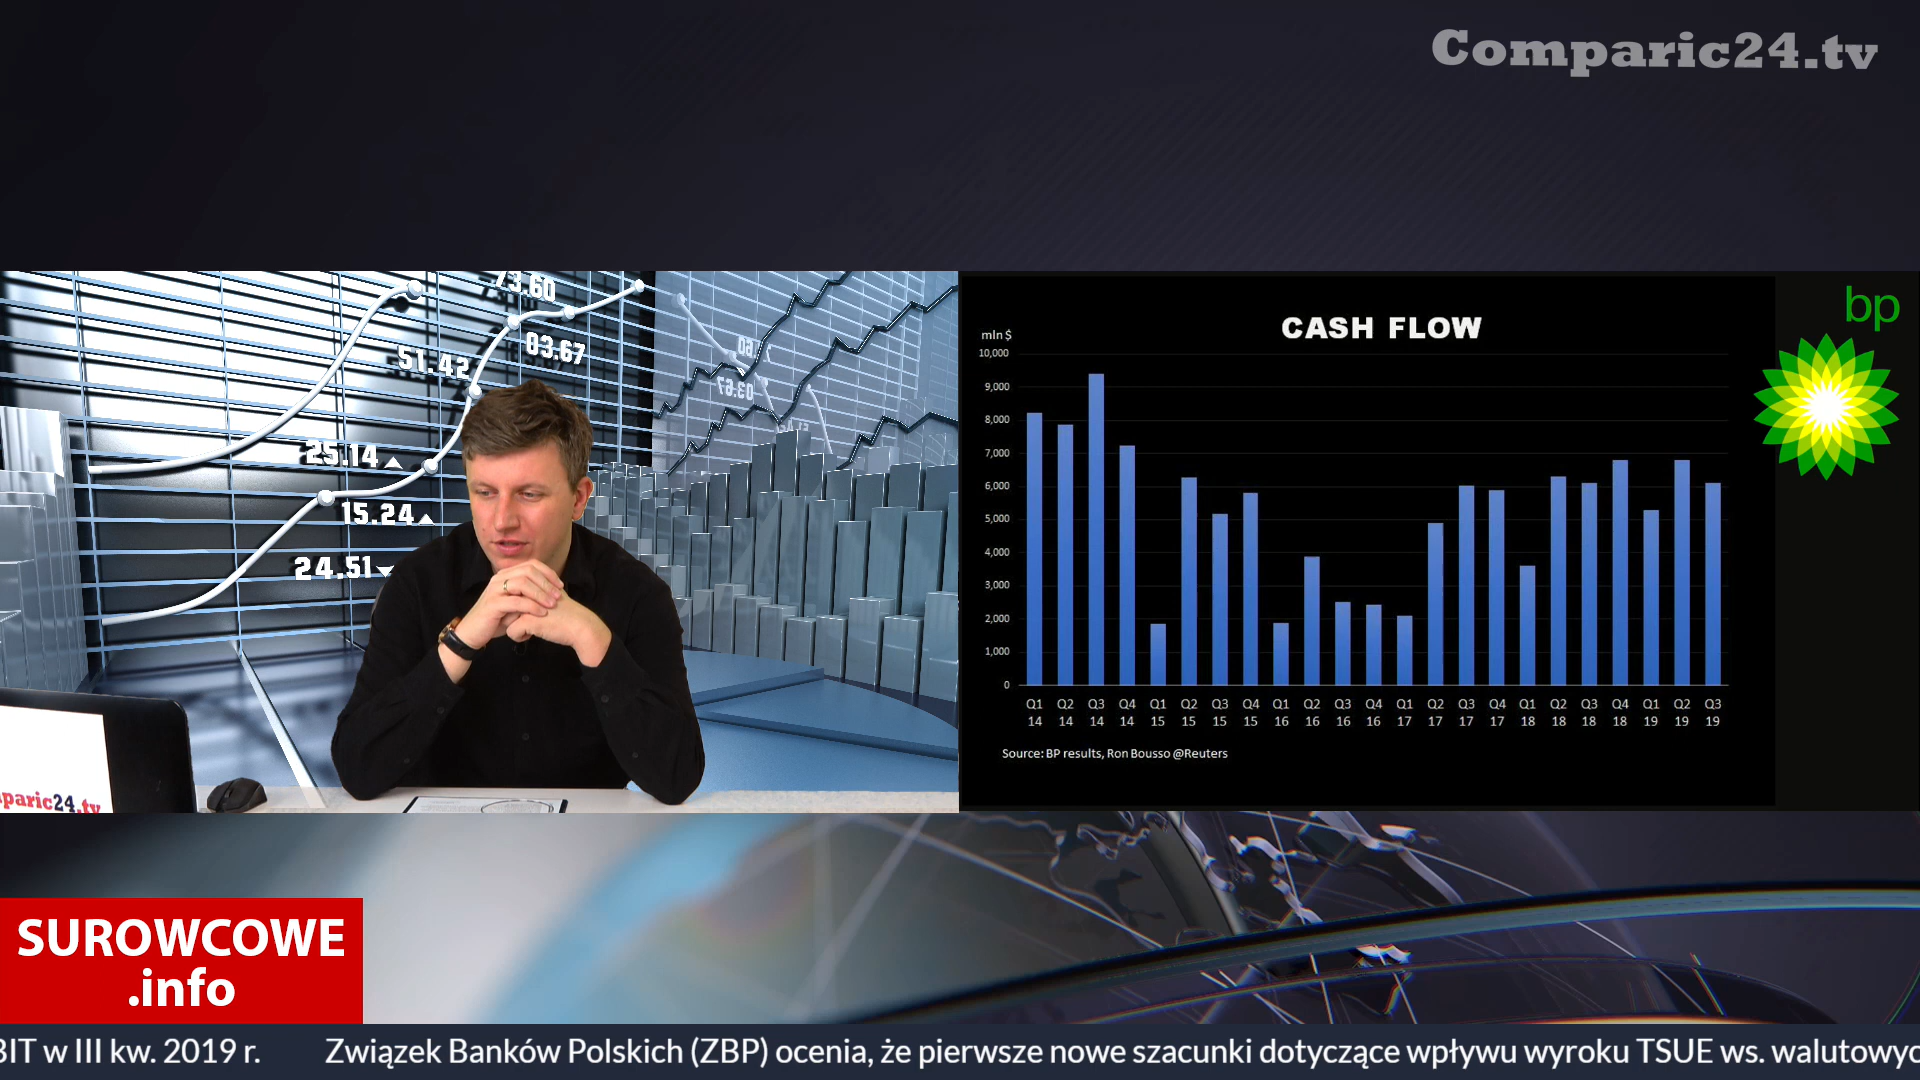 Comparic24.tv
73.60
03.67
51.42
25.14
15.24
24.51
paric24.tv
bp
CASH FLOW
mln $
10,000
9,000
8,000
7,000
6,000
5,000
4,000
3,000
2,000
1,000
0
Q1 Q2 Q3 Q4 Q1 Q2 Q3 Q4 Q1 Q2 Q3 Q4 Q1 Q2 Q3 Q4 Q1 Q2 Q3 Q4 Q1 Q2 Q3
14 14 14 14 15 15 15 15 16 16 16 16 17 17 17 17 18 18 18 18 19 19 19
Source: BP results, Ron Bousso @Reuters
SUROWCOWE
.info
BIT w III kw. 2019 r. Związek Banków Polskich (ZBP) ocenia, że pierwsze nowe szacunki dotyczące wpływu wyroku TSUE ws. walutowyc